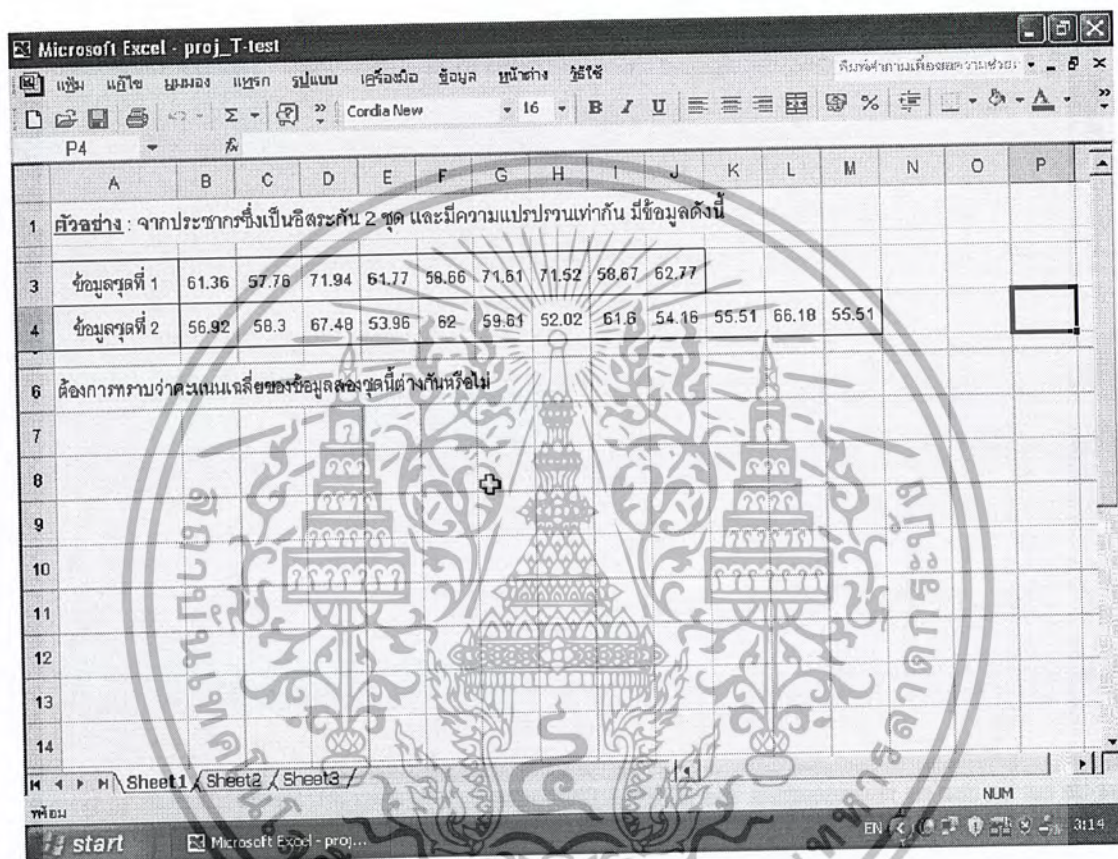 Microsoft Excel - proj_T-test
แฟ้ม แก้ไข มุมมอง แทรก รูปแบบ เครื่องมือ ข้อมูล หน้าต่าง วิธีใช้
Cordia New 16 B I U %
P4 fx
A B C D E F G H I J K L M N O P
1 ตัวอย่าง : จากประชากรซึ่งเป็นอิสระกัน 2 ชุด และมีความแปรปรวนเท่ากัน มีข้อมูลดังนี้
3 ข้อมูลชุดที่ 1 61.36 57.76 71.94 61.77 58.66 71.61 71.52 58.67 62.77
4 ข้อมูลชุดที่ 2 56.92 58.3 67.48 53.96 62 59.61 52.02 61.6 54.16 55.51 66.18 55.51
6 ต้องการทราบว่าคะแนนเฉลี่ยของข้อมูลสองชุดนี้ต่างกันหรือไม่
7
8
9
10
11
12
13
14
Sheet1 Sheet2 Sheet3
พร้อม NUM
start Microsoft Excel - proj... EN 3:14